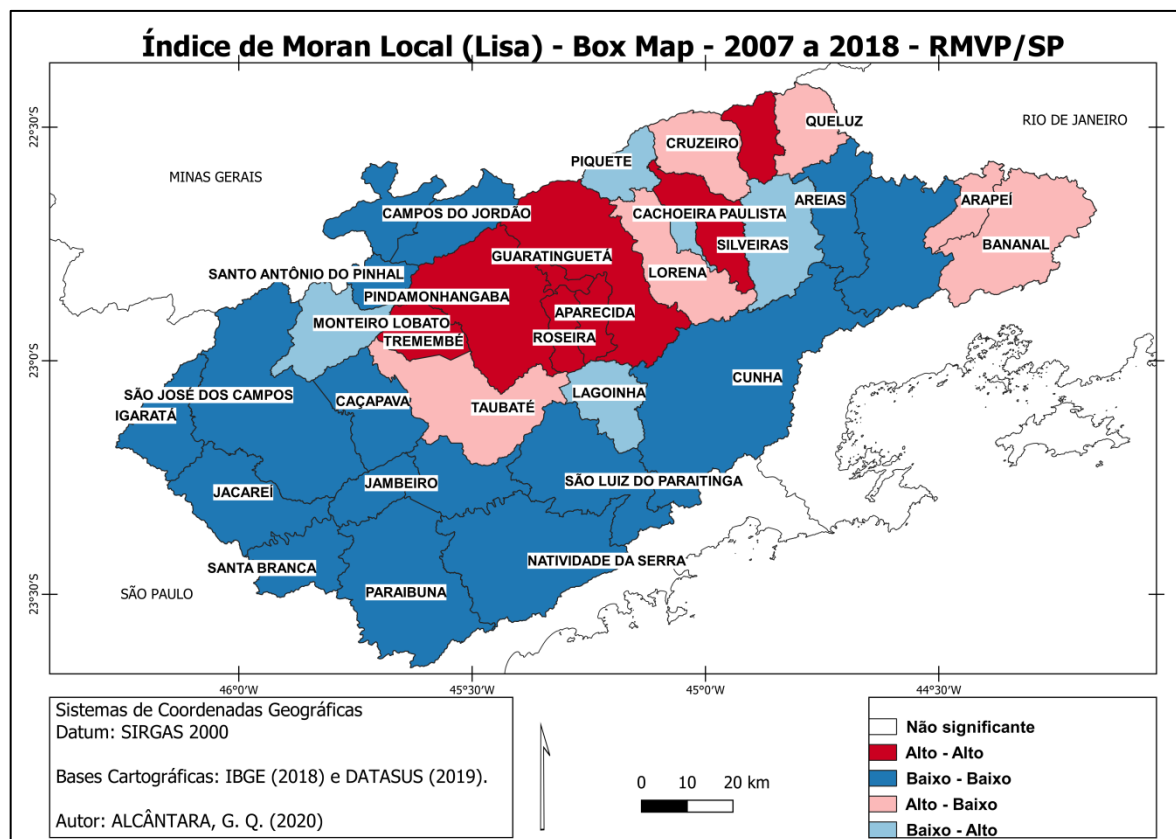 Índice de Moran Local (Lisa) - Box Map - 2007 a 2018 - RMVP/SP
22°30'S
23°0'S
23°30'S
RIO DE JANEIRO
MINAS GERAIS
SÃO PAULO
QUELUZ
CRUZEIRO
PIQUETE
AREIAS
ARAPEÍ
CAMPOS DO JORDÃO
CACHOEIRA PAULISTA
BANANAL
SILVEIRAS
GUARATINGUETÁ
LORENA
SANTO ANTÔNIO DO PINHAL
PINDAMONHANGABA
APARECIDA
MONTEIRO LOBATO
ROSEIRA
TREMEMBÉ
CUNHA
SÃO JOSÉ DOS CAMPOS
LAGOINHA
CAÇAPAVA
TAUBATÉ
IGARATÁ
SÃO LUIZ DO PARAITINGA
JAMBEIRO
JACAREÍ
NATIVIDADE DA SERRA
SANTA BRANCA
PARAIBUNA
46°0'W
45°30'W
45°0'W
44°30'W
Sistemas de Coordenadas Geográficas
Datum: SIRGAS 2000
Bases Cartográficas: IBGE (2018) e DATASUS (2019).
Autor: ALCÂNTARA, G. Q. (2020)
0 10 20 km
Não significante
Alto - Alto
Baixo - Baixo
Alto - Baixo
Baixo - Alto